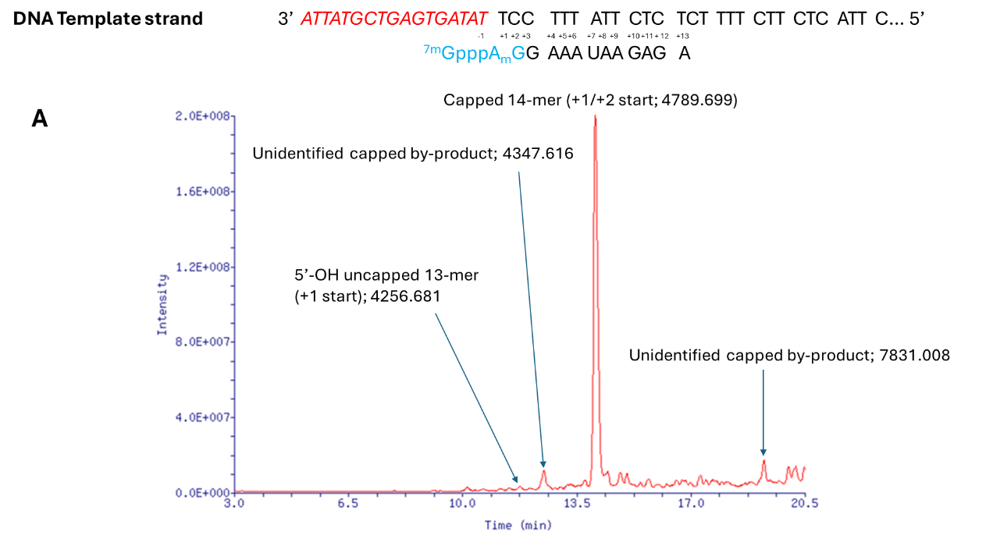 DNA Template strand 3’ ATTATGCTGAGTGATAT TCC TTT ATT CTC TCT TTT CTT CTC ATT C... 5’
-1 +1 +2 +3 +4 +5 +6 +7 +8 +9 +10 +11 + 12 +13
7mGpppAmGG AAA UAA GAG A
A
Capped 14-mer (+1/+2 start; 4789.699)
2.0E+008
Unidentified capped by-product; 4347.616
1.6E+008
5’-OH uncapped 13-mer
(+1 start); 4256.681
1.2E+008
Intensity
8.0E+007
Unidentified capped by-product; 7831.008
4.0E+007
0.0E+000
3.0 6.5 10.0 13.5 17.0 20.5
Time (min)